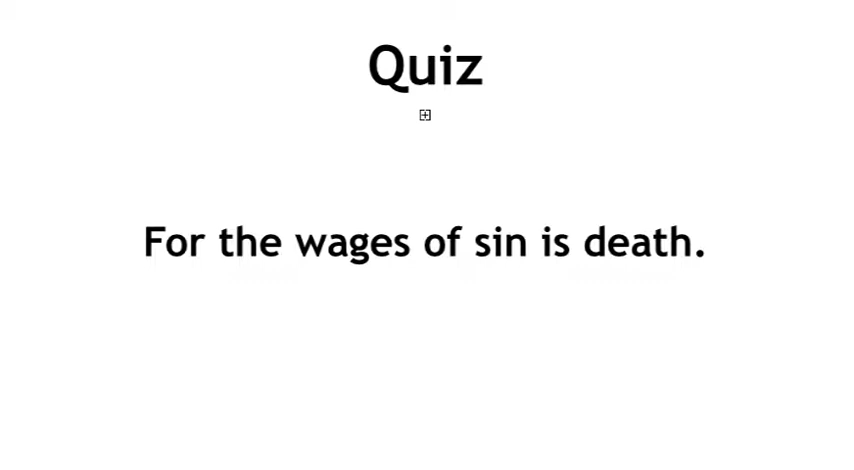 Quiz
For the wages of sin is death.